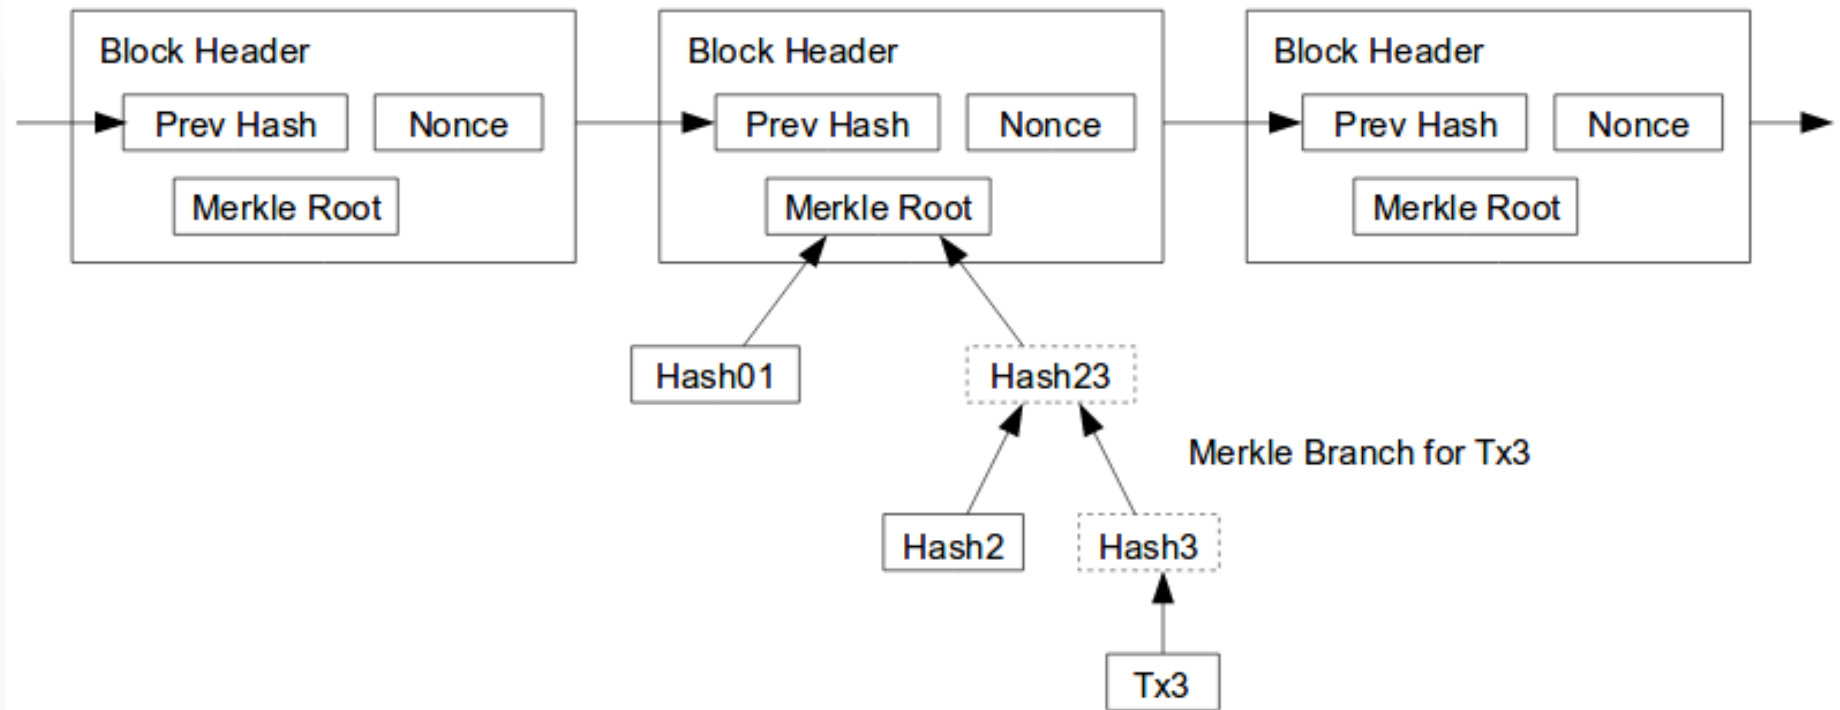 Block Header
Block Header
Block Header
Prev Hash
Nonce
Prev Hash
Nonce
Prev Hash
Nonce
Merkle Root
Merkle Root
Merkle Root
Hash01
Hash23
Merkle Branch for Tx3
Hash2
Hash3
Tx3